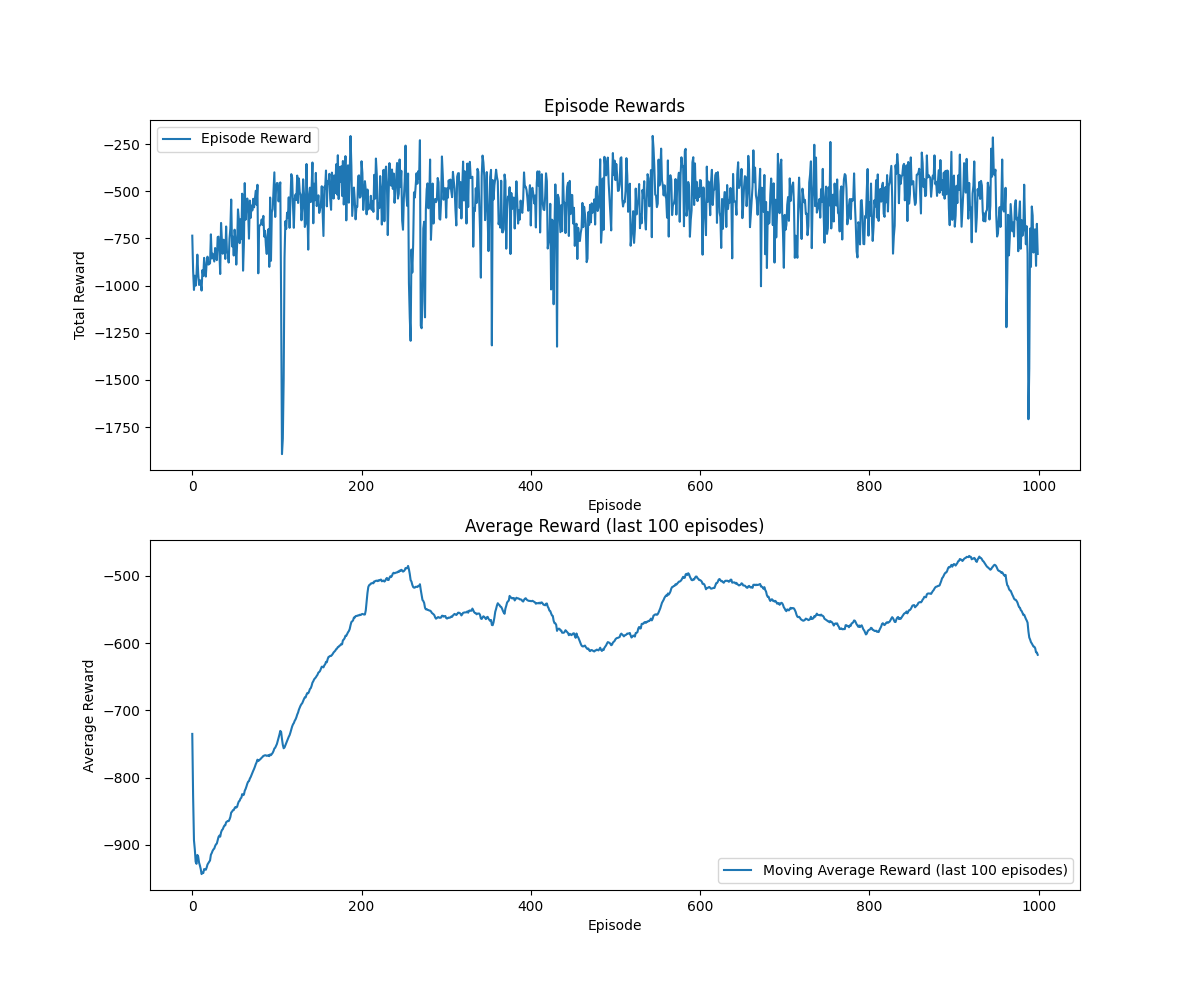 Episode Rewards
Episode Reward
−250
−500
−750
−1000
−1250
−1500
−1750
Total Reward
0 200 400 600 800 1000
Episode
Average Reward (last 100 episodes)
−500
−600
−700
−800
−900
Average Reward
Moving Average Reward (last 100 episodes)
0 200 400 600 800 1000
Episode